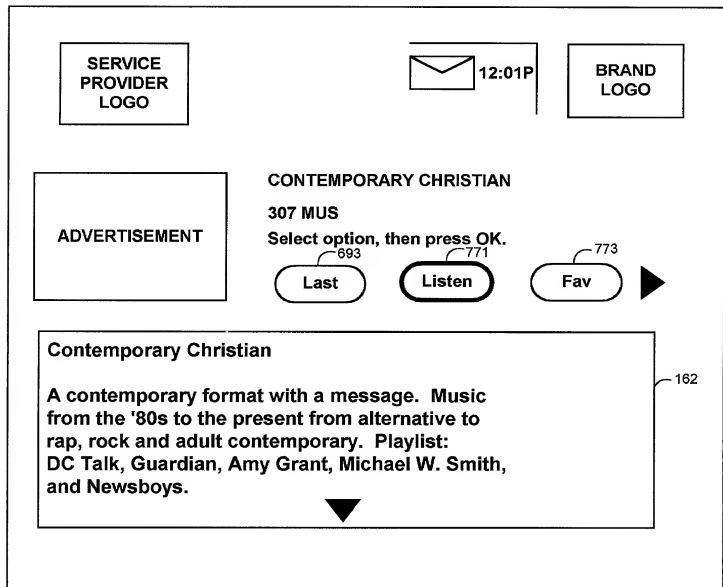 SERVICE
PROVIDER
LOGO
12:01P
BRAND
LOGO
ADVERTISEMENT
CONTEMPORARY CHRISTIAN
307 MUS
Select option, then press OK.
693
771
773
Last
Listen
Fav
Contemporary Christian
A contemporary format with a message. Music
from the '80s to the present from alternative to
rap, rock and adult contemporary. Playlist:
DC Talk, Guardian, Amy Grant, Michael W. Smith,
and Newsboys.
162